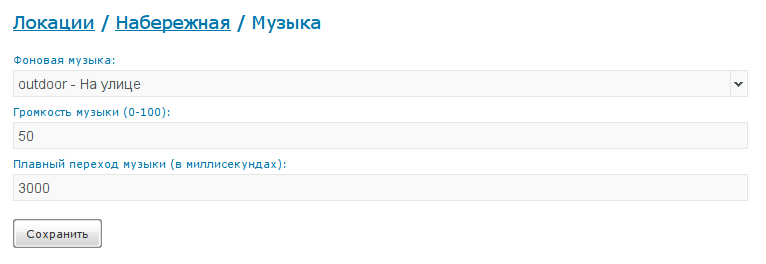 Локации / Набережная / Музыка
Фоновая музыка:
outdoor - На улице
Громкость музыки (0-100):
50
Плавный переход музыки (в миллисекундах):
3000
Сохранить